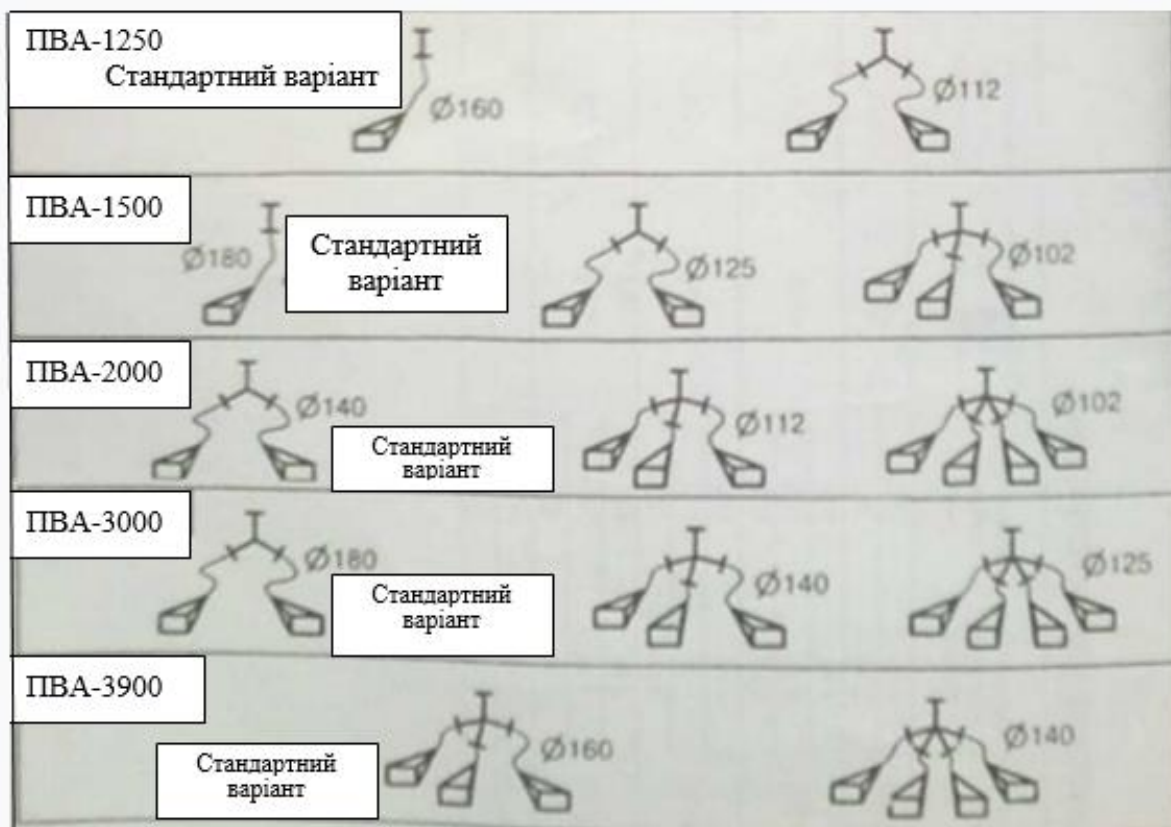 ПВА-1250
Стандартний варіант
Ø160
Ø112
ПВА-1500
Ø180
Стандартний
варіант
Ø125
Ø102
ПВА-2000
Ø140
Стандартний
варіант
Ø112
Ø102
ПВА-3000
Ø180
Стандартний
варіант
Ø140
Ø125
ПВА-3900
Стандартний
варіант
Ø160
Ø140